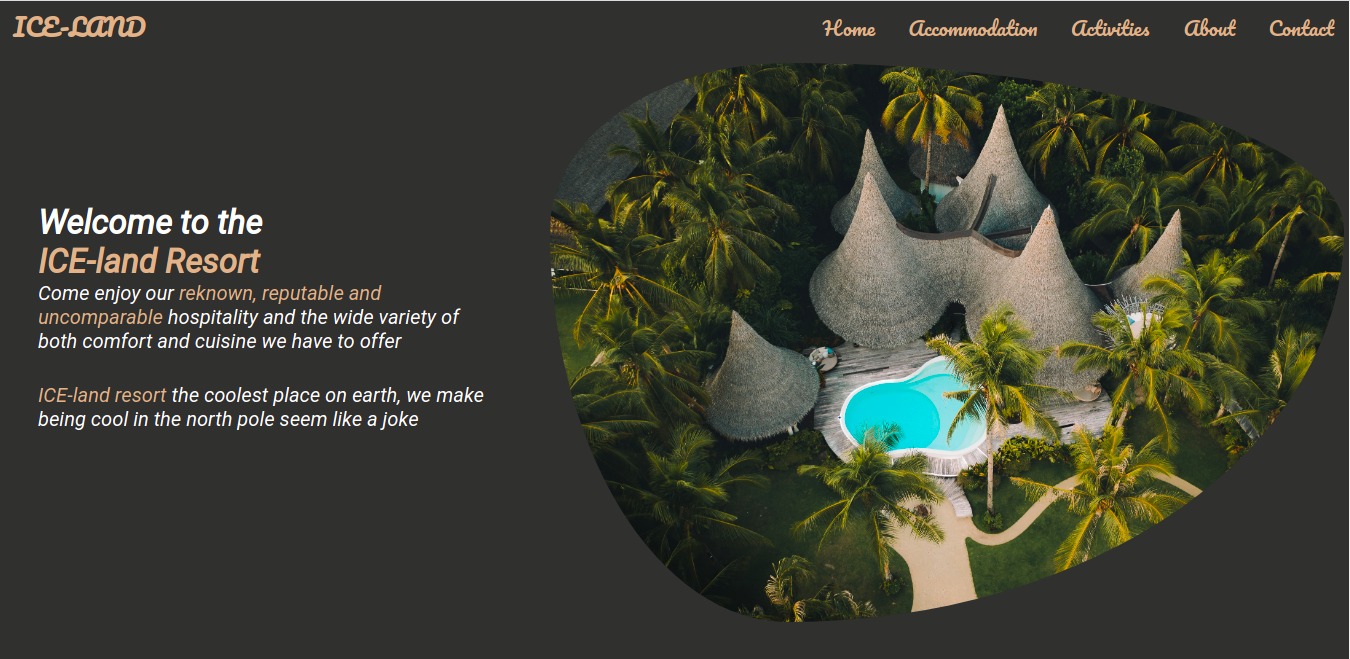 ICE-LAND
Home Accommodation Activities About Contact
Welcome to the
ICE-land Resort
Come enjoy our reknown, reputable and
uncomparable hospitality and the wide variety of
both comfort and cuisine we have to offer
ICE-land resort the coolest place on earth, we make
being cool in the north pole seem like a joke